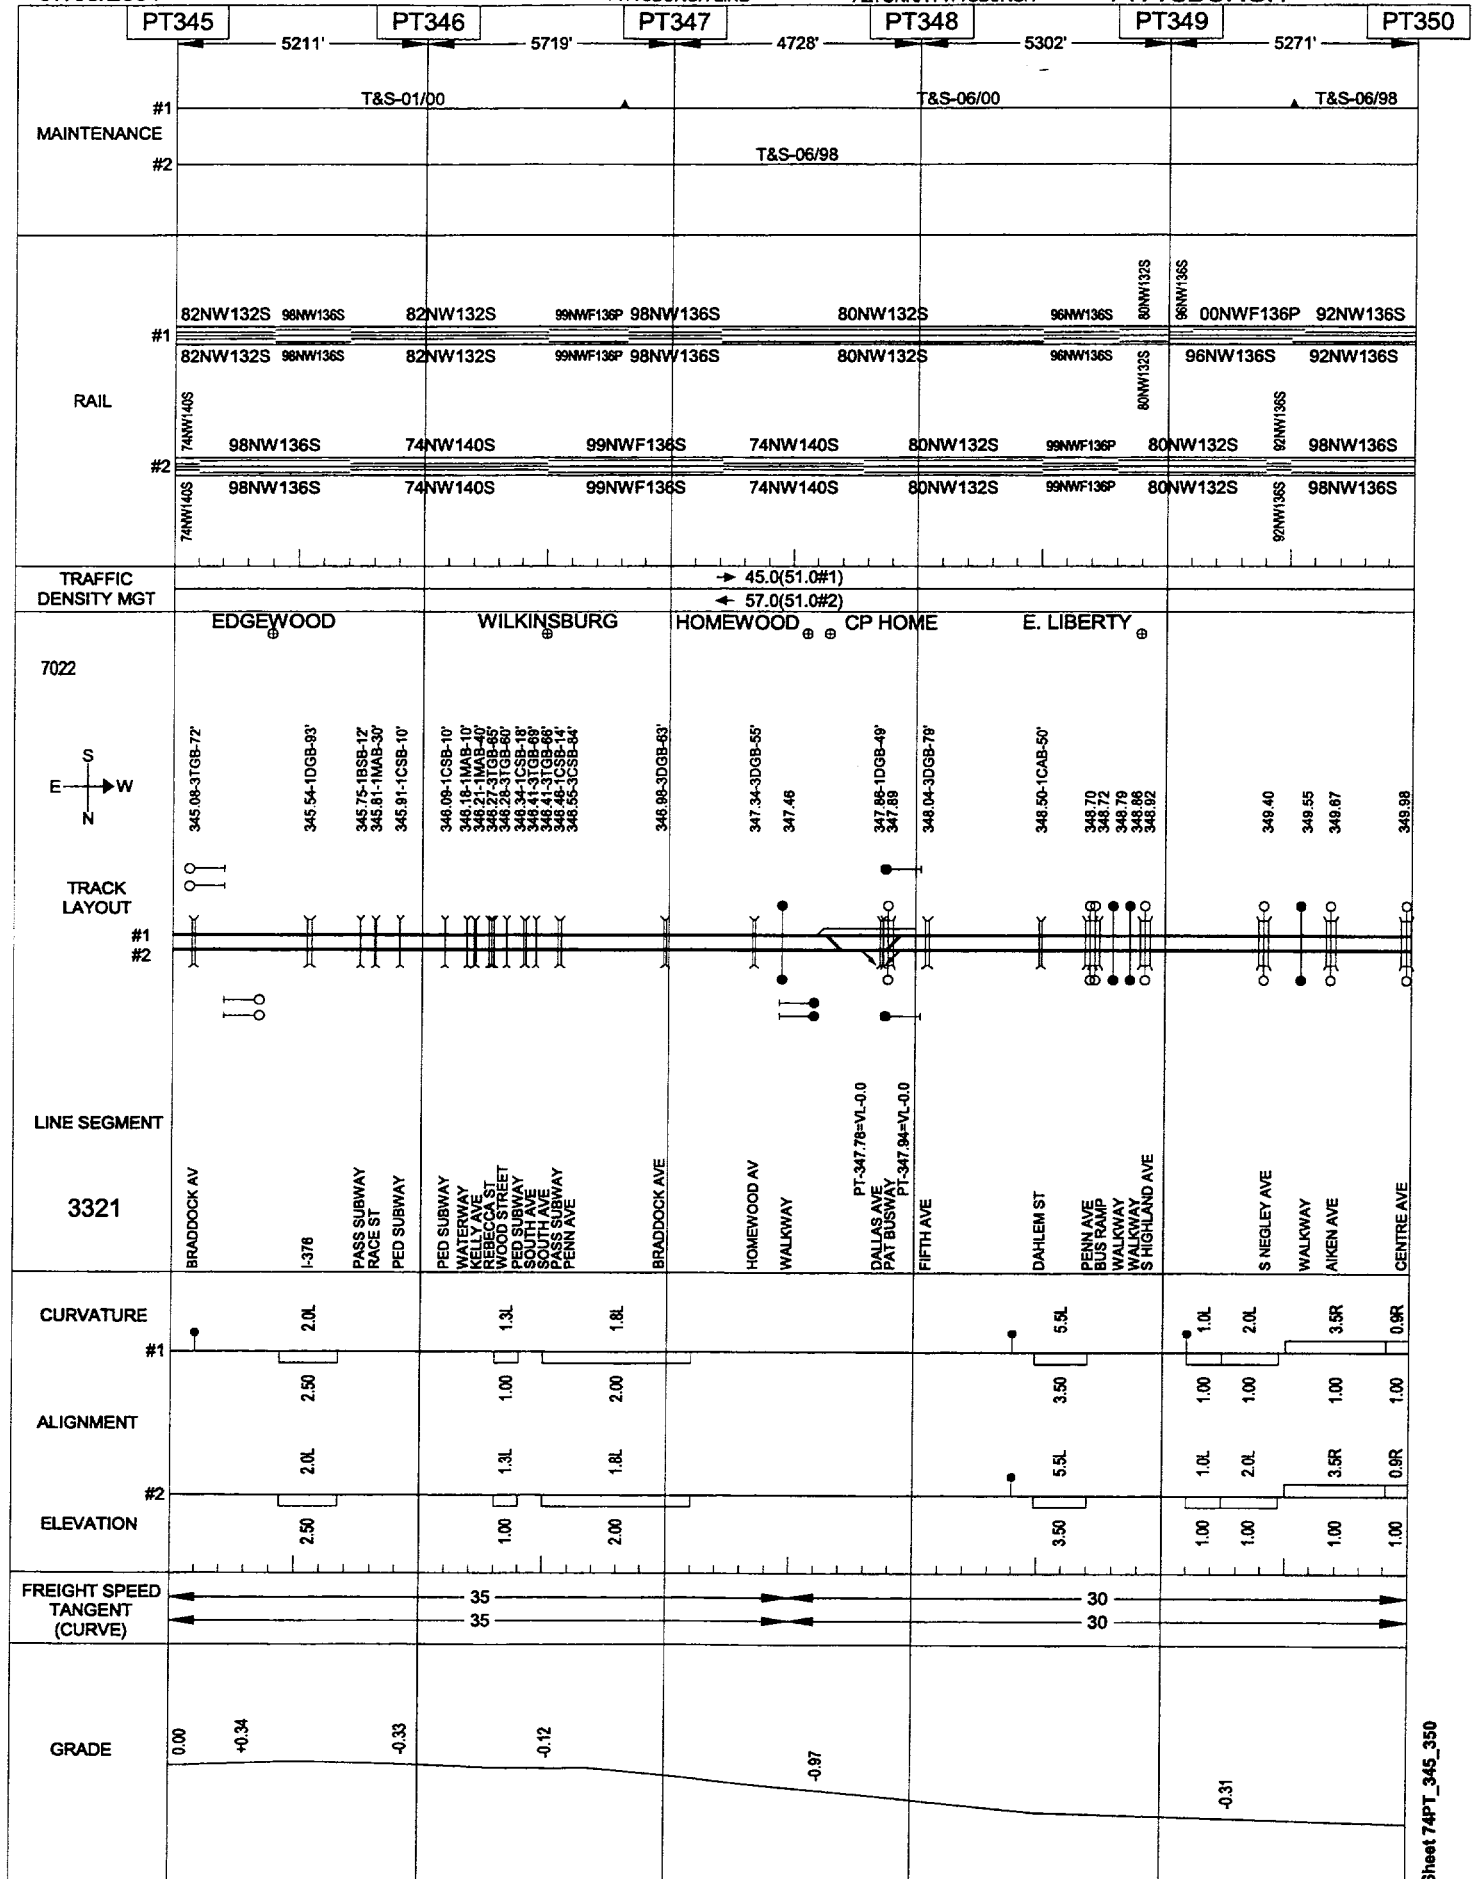 PT345 PT346 PT347 PT348 PT349 PT350
5211' 5719' 4728' 5302' 5271'
#1 T&S-01/00 T&S-06/00 T&S-06/98
MAINTENANCE
#2 T&S-06/98
80NW132S 96NW136S
82NW132S 98NW136S 82NW132S 99NWF136P 98NW136S 80NW132S 96NW136S 00NWF136P 92NW136S
#1
82NW132S 98NW136S 82NW132S 99NWF136P 98NW136S 80NW132S 96NW136S 96NW136S 92NW136S
80NW132S
RAIL
74NW140S 92NW136S
98NW136S 74NW140S 99NWF136S 74NW140S 80NW132S 99NWF136P 80NW132S 98NW136S
#2
98NW136S 74NW140S 99NWF136S 74NW140S 80NW132S 99NWF136P 80NW132S 98NW136S
74NW140S 92NW136S
TRAFFIC
DENSITY MGT
45.0(51.0#1)
57.0(51.0#2)
EDGEWOOD WILKINSBURG HOMEWOOD CP HOME E. LIBERTY
7022
S
E W
N
345.08-3TGB-72'
345.54-1DGB-93'
345.75-1BSB-12'
345.81-1MAB-30'
345.91-1CSB-10'
346.09-1CSB-10'
346.18-1MAB-10'
346.21-1MAB-40'
346.27-3TGB-65'
346.28-3TGB-60'
346.34-1CSB-18'
346.41-3TGB-69'
346.41-3TGB-66'
346.48-1CSB-14'
346.55-3CSB-84'
346.98-3DGB-63'
347.34-3DGB-55'
347.46
347.86-1DGB-49'
347.89
348.04-3DGB-79'
348.50-1CAB-50'
348.70
348.72
348.79
348.86
348.92
349.40
349.55
349.67
349.98
TRACK
LAYOUT
#1
#2
LINE SEGMENT
3321
BRADDOCK AV
I-376
PASS SUBWAY
RACE ST
PED SUBWAY
PED SUBWAY
WATERWAY
KELLY AVE
REBECCA ST
WOOD STREET
PED SUBWAY
SOUTH AVE
SOUTH AVE
PASS SUBWAY
PENN AVE
BRADDOCK AVE
HOMEWOOD AV
WALKWAY
PT-347.78=VL-0.0
DALLAS AVE
PAT BUSWAY
PT-347.94=VL-0.0
FIFTH AVE
DAHLEM ST
PENN AVE
BUS RAMP
WALKWAY
WALKWAY
S HIGHLAND AVE
S NEGLEY AVE
WALKWAY
AIKEN AVE
CENTRE AVE
CURVATURE
2.0L 1.3L 1.8L 5.5L 1.0L 2.0L 3.5R 0.9R
#1
2.50 1.00 2.00 3.50 1.00 1.00 1.00 1.00
ALIGNMENT
2.0L 1.3L 1.8L 5.5L 1.0L 2.0L 3.5R 0.9R
#2
ELEVATION
2.50 1.00 2.00 3.50 1.00 1.00 1.00 1.00
FREIGHT SPEED
TANGENT
(CURVE)
35 30
35 30
GRADE
0.00 +0.34 -0.33 -0.12 -0.97 -0.31
Sheet 74PT_345_350